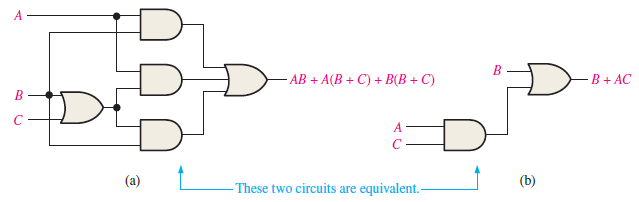 A
B
C
AB + A(B + C) + B(B + C)
B
B + AC
A
C
(a)
These two circuits are equivalent.
(b)